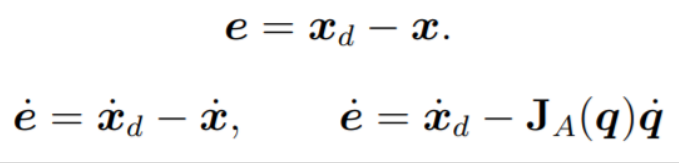 e = x_d − x.
ė = ẋ_d − ẋ, ė = ẋ_d − J_A(q)q̇